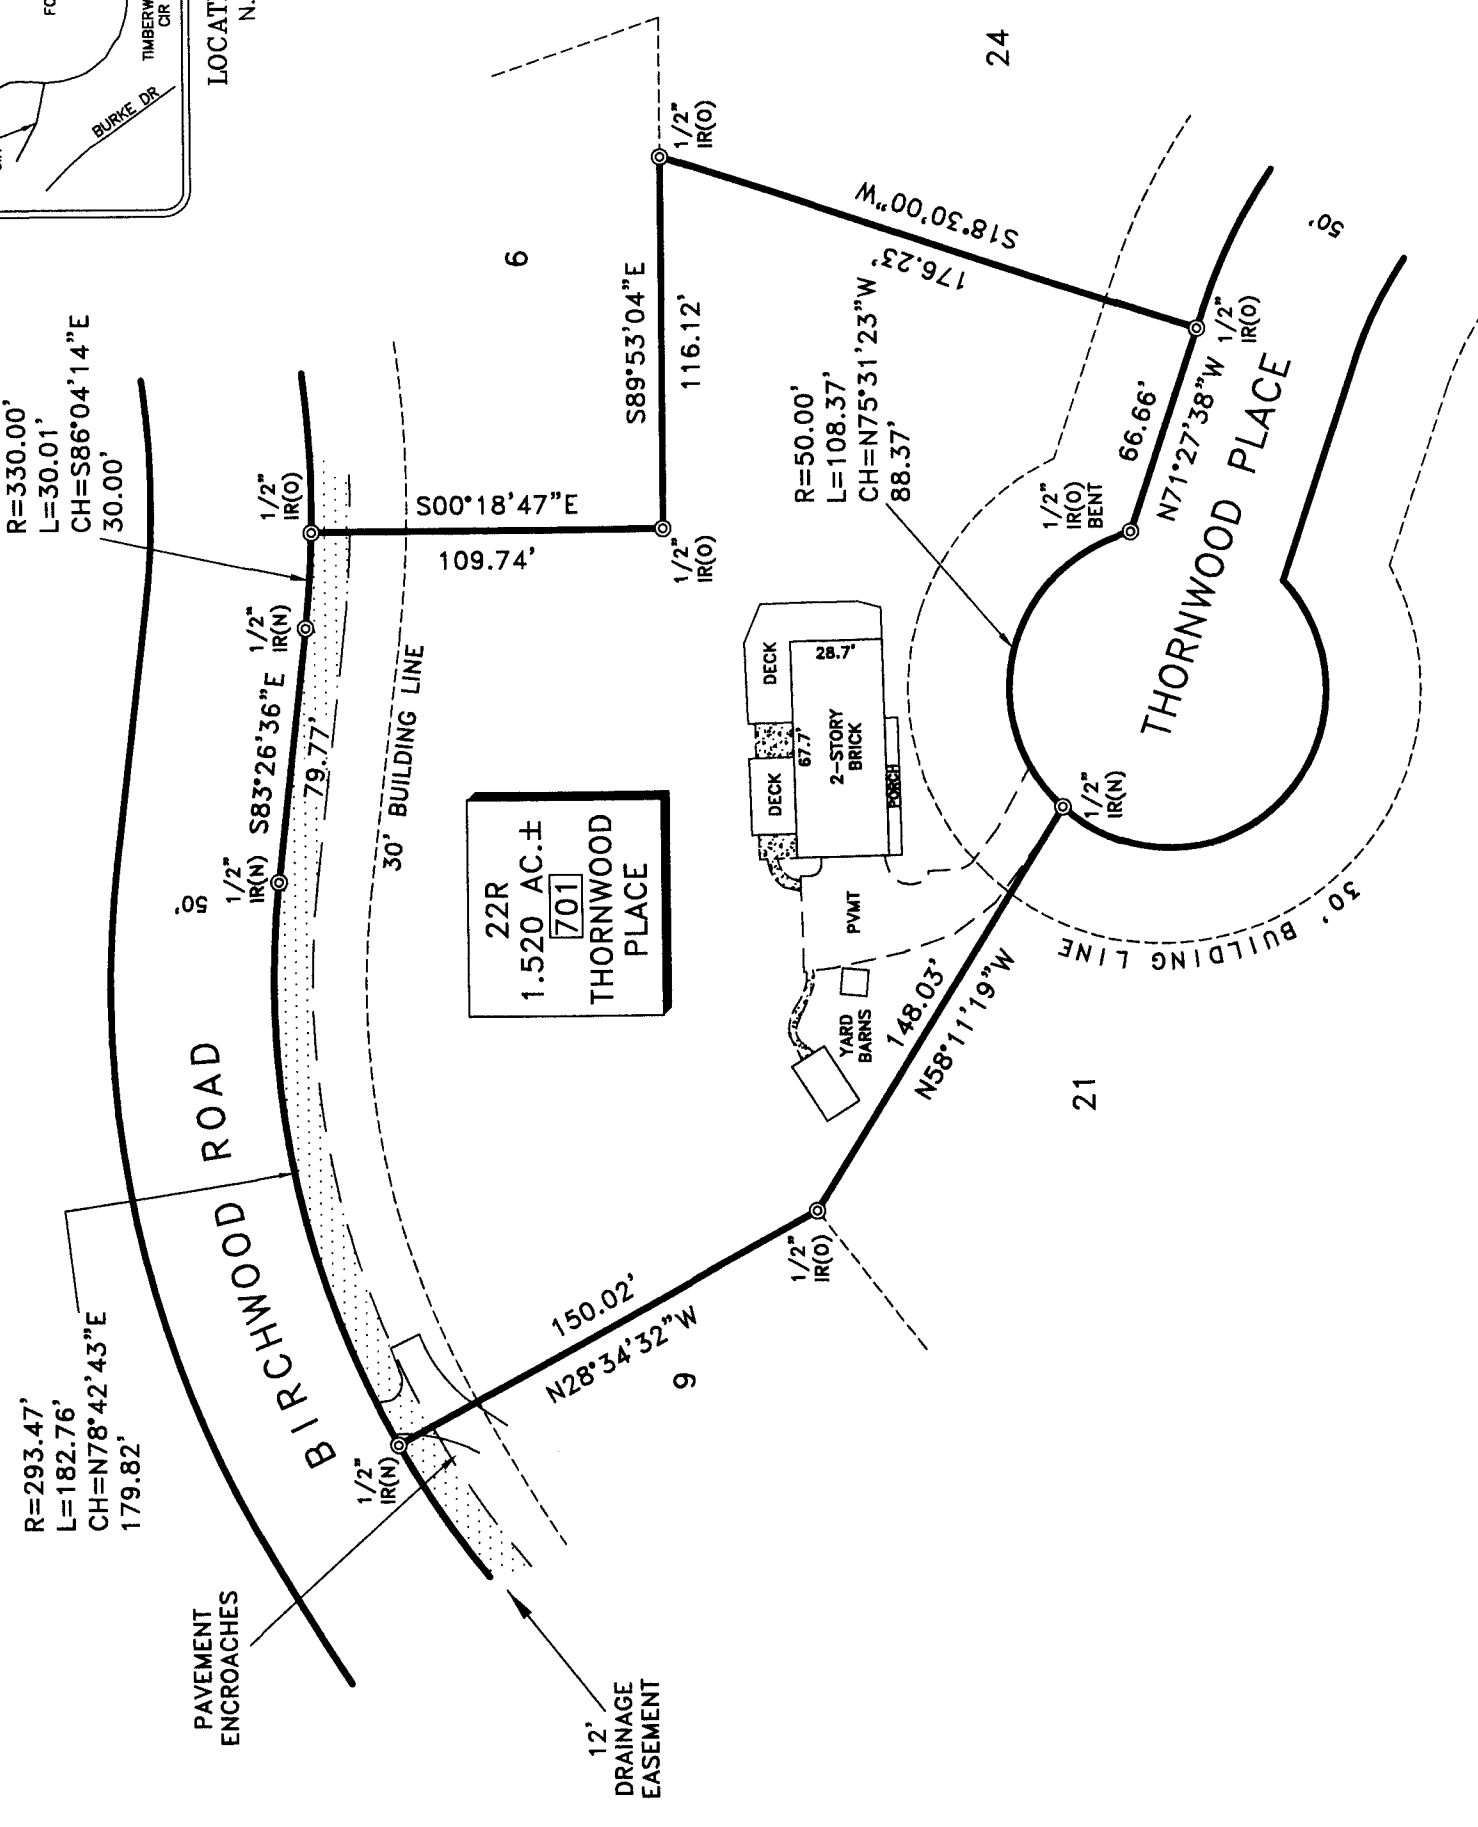 FO
TIMBERW
CIR
BURKE DR
LOCAT
N.
R=330.00'
L=30.01'
CH=S86°04'14"E
30.00'
R=293.47'
L=182.76'
CH=N78°42'43"E
179.82'
BIRCHWOOD ROAD
50'
1/2"
IR(N)
S83°26'36"E
79.77'
1/2"
IR(N)
1/2"
IR(O)
30' BUILDING LINE
S00°18'47"E
109.74'
1/2"
IR(O)
6
S89°53'04"E
116.12'
1/2"
IR(O)
24
S18°30'00"W
176.23'
22R
1.520 AC.±
701
THORNWOOD
PLACE
R=50.00'
L=108.37'
CH=N75°31'23"W
88.37'
DECK
DECK
28.7'
67.7'
2-STORY
BRICK
PORCH
PVMT
YARD
BARNS
1/2"
IR(O)
BENT
66.66'
N71°27'38"W
1/2"
IR(O)
50'
THORNWOOD PLACE
1/2"
IR(N)
30' BUILDING LINE
148.03'
N58°11'19"W
21
1/2"
IR(O)
150.02'
N28°34'32"W
9
1/2"
IR(N)
PAVEMENT
ENCROACHES
12'
DRAINAGE
EASEMENT